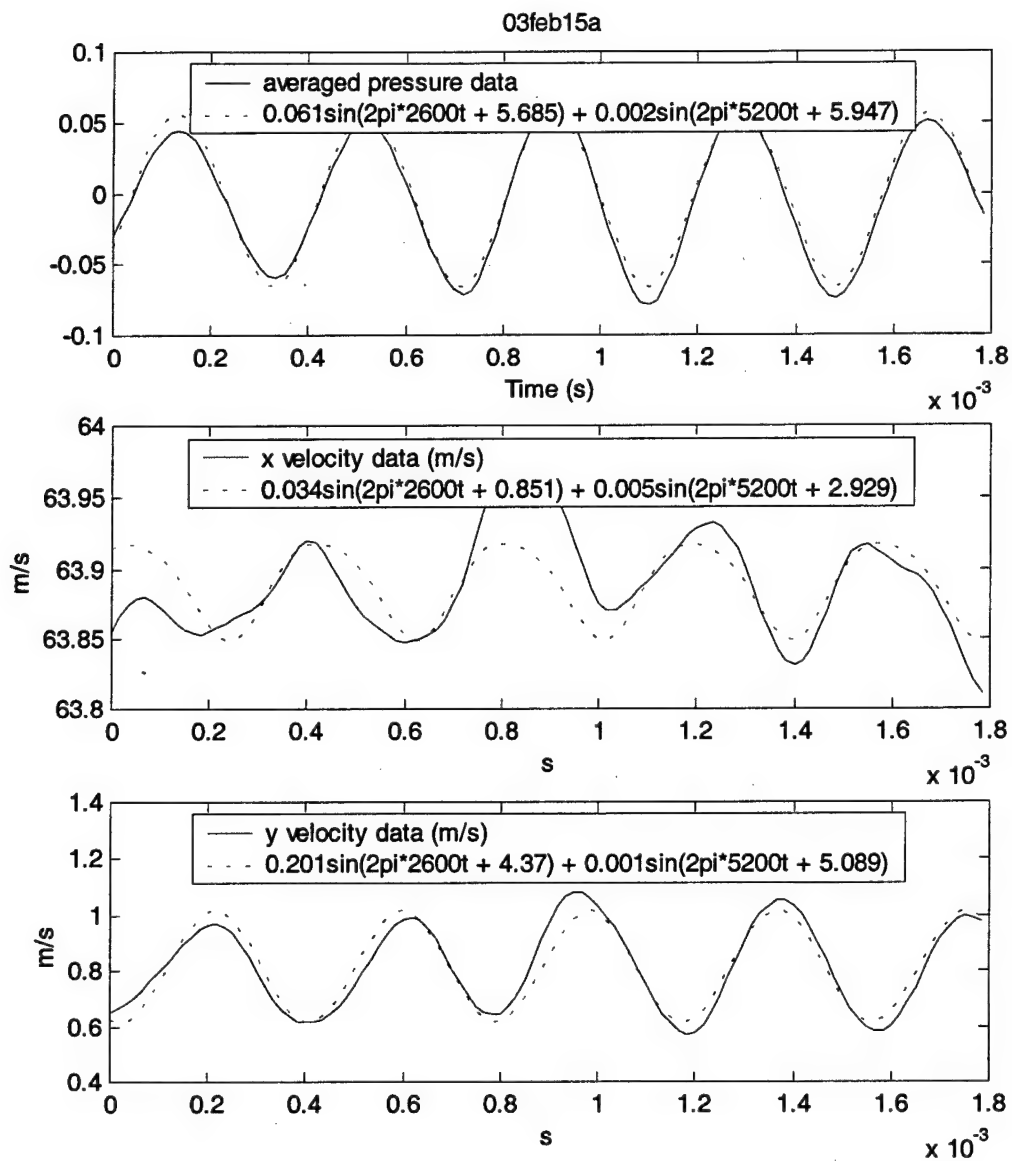 03feb15a
0.1
0.05
0
-0.05
-0.1
averaged pressure data
0.061sin(2pi*2600t + 5.685) + 0.002sin(2pi*5200t + 5.947)
0 0.2 0.4 0.6 0.8 1 1.2 1.4 1.6 1.8
Time (s)
x 10-3
64
63.95
63.9
63.85
63.8
m/s
x velocity data (m/s)
0.034sin(2pi*2600t + 0.851) + 0.005sin(2pi*5200t + 2.929)
0 0.2 0.4 0.6 0.8 1 1.2 1.4 1.6 1.8
s
x 10-3
1.4
1.2
1
0.8
0.6
0.4
m/s
y velocity data (m/s)
0.201sin(2pi*2600t + 4.37) + 0.001sin(2pi*5200t + 5.089)
0 0.2 0.4 0.6 0.8 1 1.2 1.4 1.6 1.8
s
x 10-3